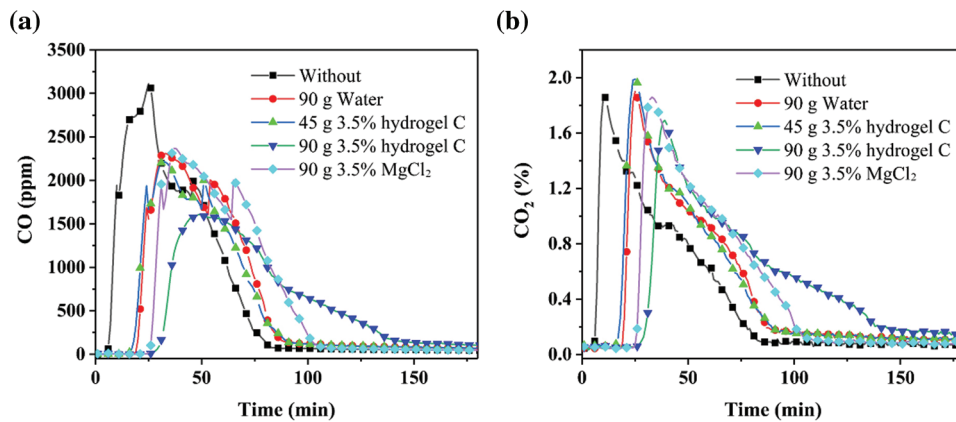 (a)
3500
3000
2500
2000
1500
1000
500
0
CO (ppm)
Without
90 g Water
45 g 3.5% hydrogel C
90 g 3.5% hydrogel C
90 g 3.5% MgCl₂
0 50 100 150
Time (min)
(b)
2.0
1.6
1.2
0.8
0.4
0.0
CO₂ (%)
Without
90 g Water
45 g 3.5% hydrogel C
90 g 3.5% hydrogel C
90 g 3.5% MgCl₂
0 50 100 150
Time (min)